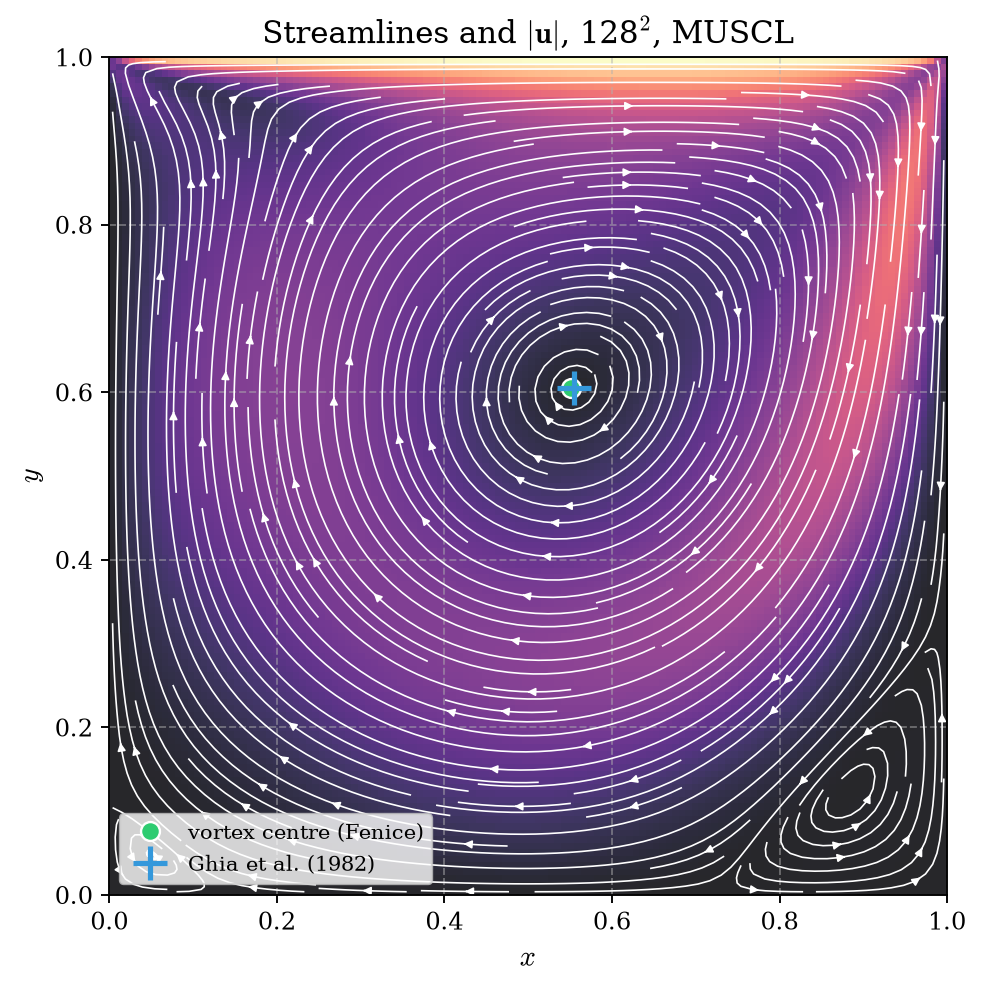 Streamlines and |u|, 128², MUSCL
1.0
0.8
y
0.6
0.4
0.2
vortex centre (Fenice)
Ghia et al. (1982)
0.0
0.0 0.2 0.4 0.6 0.8 1.0
x